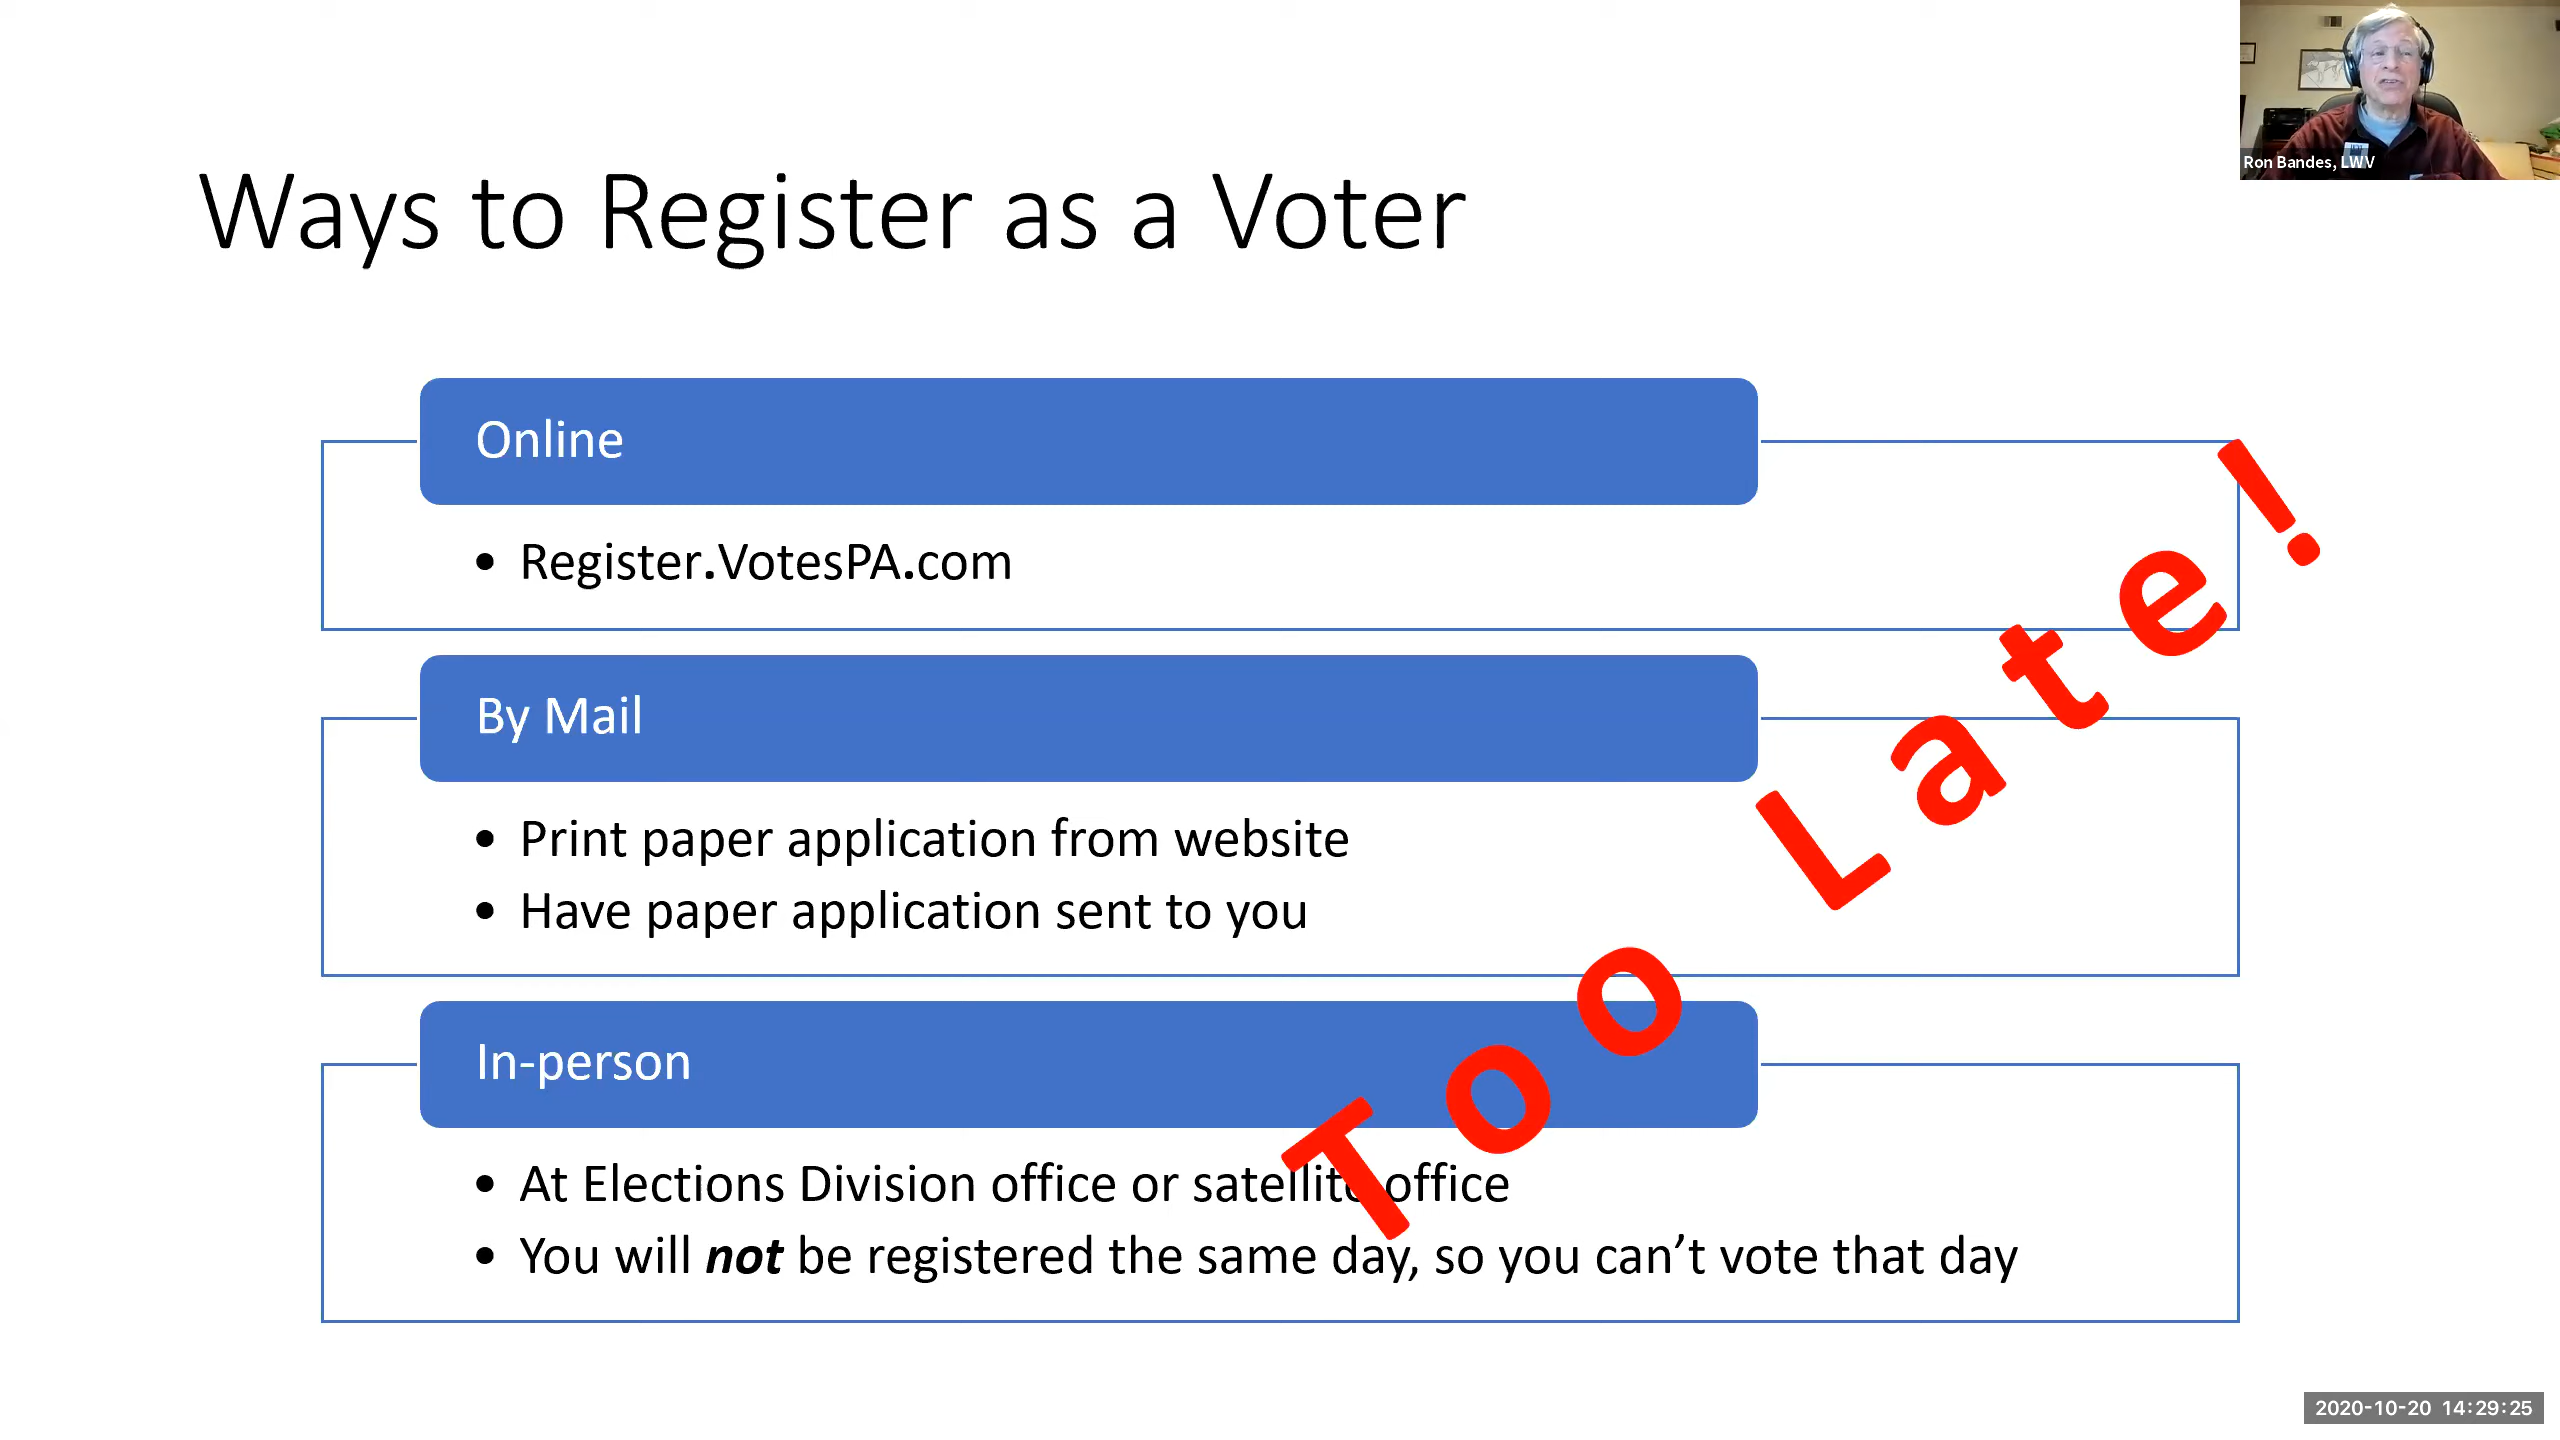 Ron Bandes, LWV
Ways to Register as a Voter
Online
• Register.VotesPA.com
By Mail
• Print paper application from website
• Have paper application sent to you
In-person
• At Elections Division office or satellite office
• You will not be registered the same day, so you can’t vote that day
Too Late!
2020-10-20 14:29:25